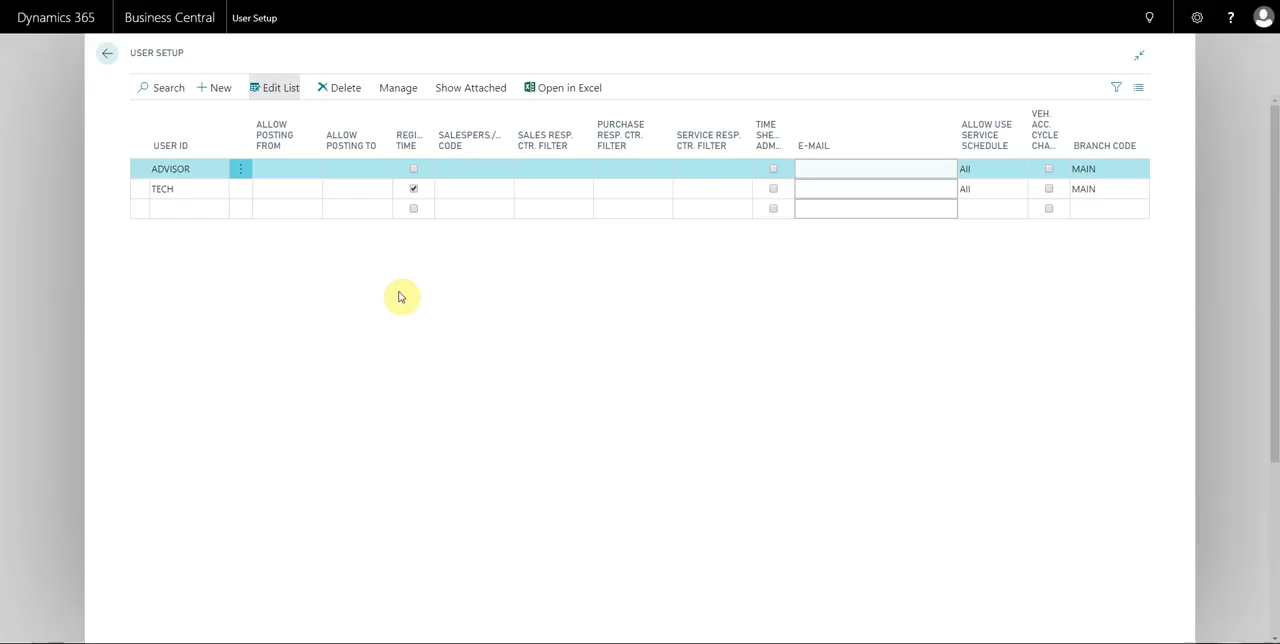 Dynamics 365 Business Central User Setup ?
USER SETUP
Search + New Edit List Delete Manage Show Attached Open in Excel
USER ID ALLOW POSTING FROM ALLOW POSTING TO REGI... TIME SALESPERS./... CODE SALES RESP. CTR. FILTER PURCHASE RESP. CTR. FILTER SERVICE RESP. CTR. FILTER TIME SHE... ADM... E-MAIL ALLOW USE SERVICE SCHEDULE VEH. ACC. CYCLE CHA... BRANCH CODE
ADVISOR All MAIN
TECH All MAIN